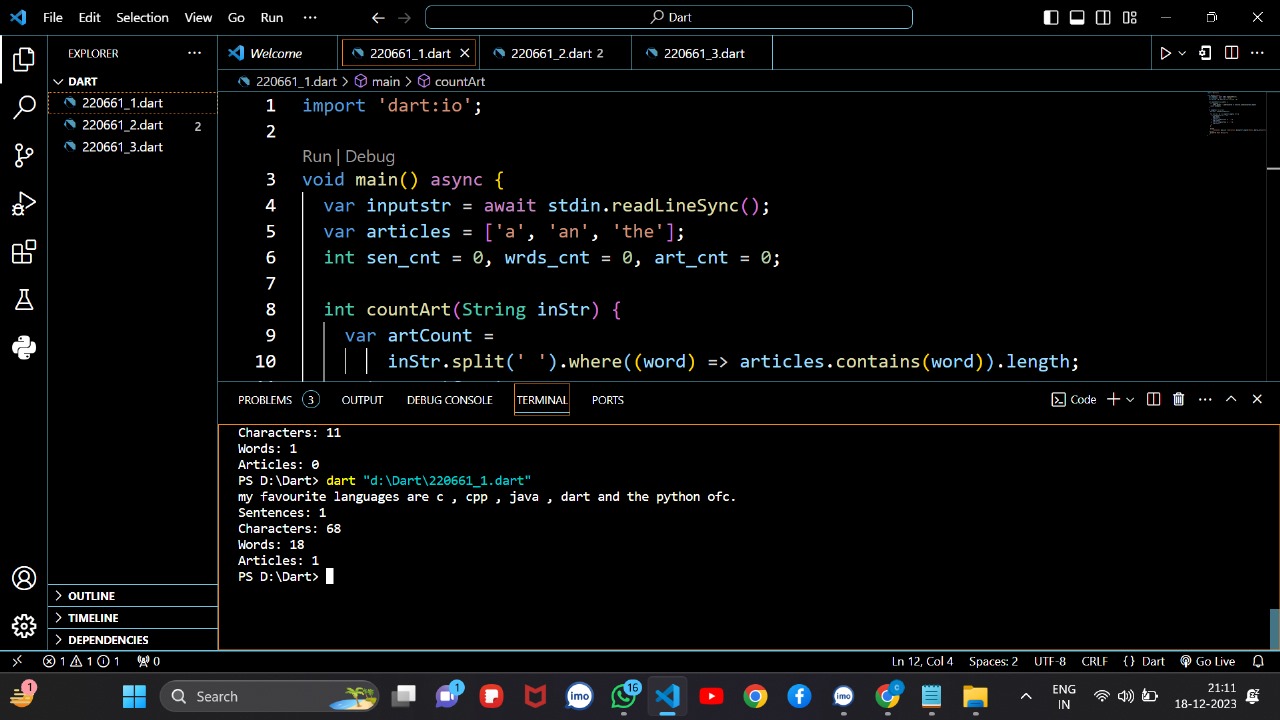 File Edit Selection View Go Run ··· Dart
EXPLORER ···
DART
220661_1.dart
220661_2.dart 2
220661_3.dart
OUTLINE
TIMELINE
DEPENDENCIES
Welcome 220661_1.dart 220661_2.dart 2 220661_3.dart
220661_1.dart > main > countArt
1 import 'dart:io';
2
Run | Debug
3 void main() async {
4 var inputstr = await stdin.readLineSync();
5 var articles = ['a', 'an', 'the'];
6 int sen_cnt = 0, wrds_cnt = 0, art_cnt = 0;
7
8 int countArt(String inStr) {
9 var artCount =
10 inStr.split(' ').where((word) => articles.contains(word)).length;
PROBLEMS 3 OUTPUT DEBUG CONSOLE TERMINAL PORTS Code
Characters: 11
Words: 1
Articles: 0
PS D:\Dart> dart "d:\Dart\220661_1.dart"
my favourite languages are c , cpp , java , dart and the python ofc.
Sentences: 1
Characters: 68
Words: 18
Articles: 1
PS D:\Dart>
1 1 1 0 Ln 12, Col 4 Spaces: 2 UTF-8 CRLF {} Dart Go Live
1 Search 1 imo 16 imo C ENG IN 21:11 18-12-2023